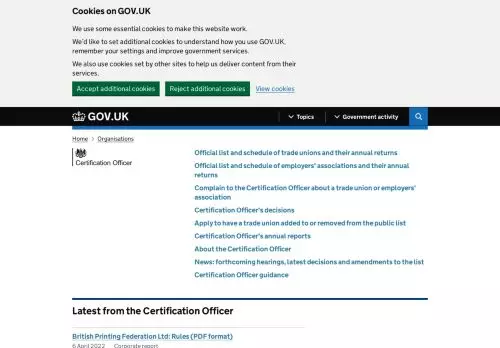 Cookies on GOV.UK
We use some essential cookies to make this website work.
We'd like to set additional cookies to understand how you use GOV.UK,
remember your settings and improve government services.
We also use cookies set by other sites to help us deliver content from their
services.
Accept additional cookies Reject additional cookies View cookies
GOV.UK Topics Government activity
Home Organisations
Certification Officer
Official list and schedule of trade unions and their annual returns
Official list and schedule of employers' associations and their annual
returns
Complain to the Certification Officer about a trade union or employers'
association
Certification Officer's decisions
Apply to have a trade union added to or removed from the public list
Certification Officer's annual reports
About the Certification Officer
News: forthcoming hearings, latest decisions and amendments to the list
Certification Officer guidance
Latest from the Certification Officer
British Printing Federation Ltd: Rules (PDF format)
6 April 2022 Corporate report